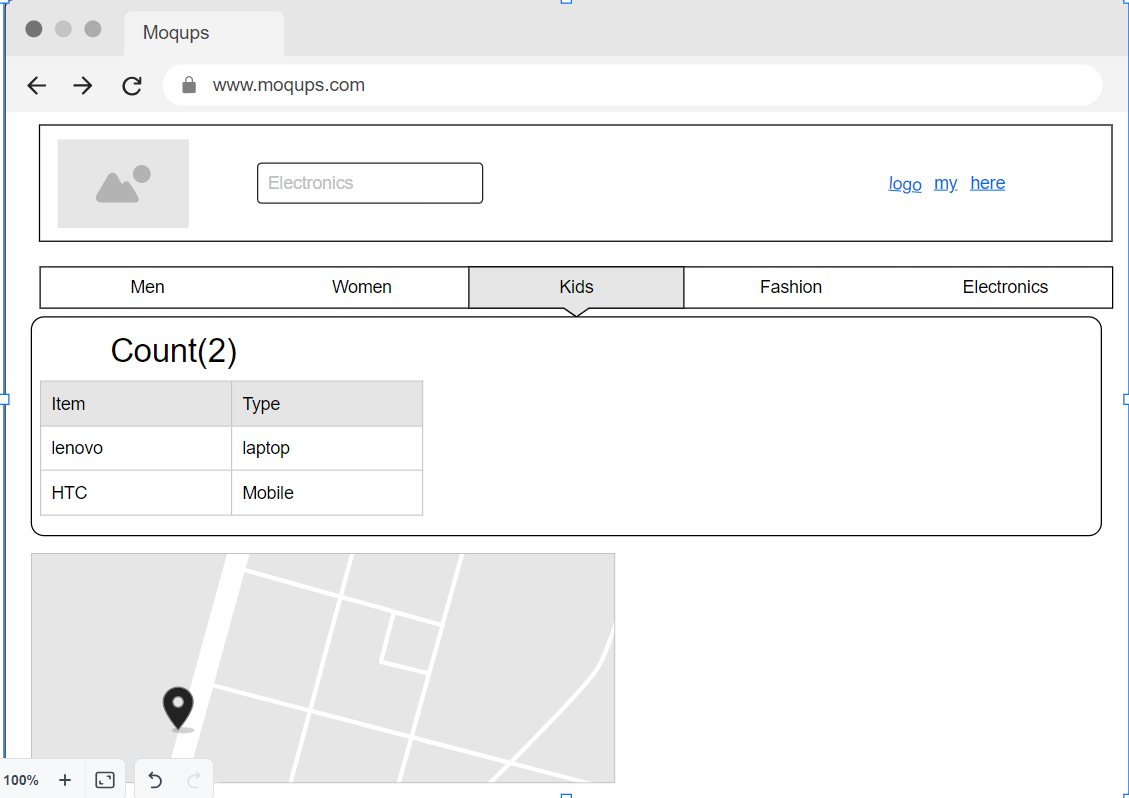 Moqups
www.moqups.com
Electronics
logo my here
Men Women Kids Fashion Electronics
Count(2)
Item Type
lenovo laptop
HTC Mobile
100%